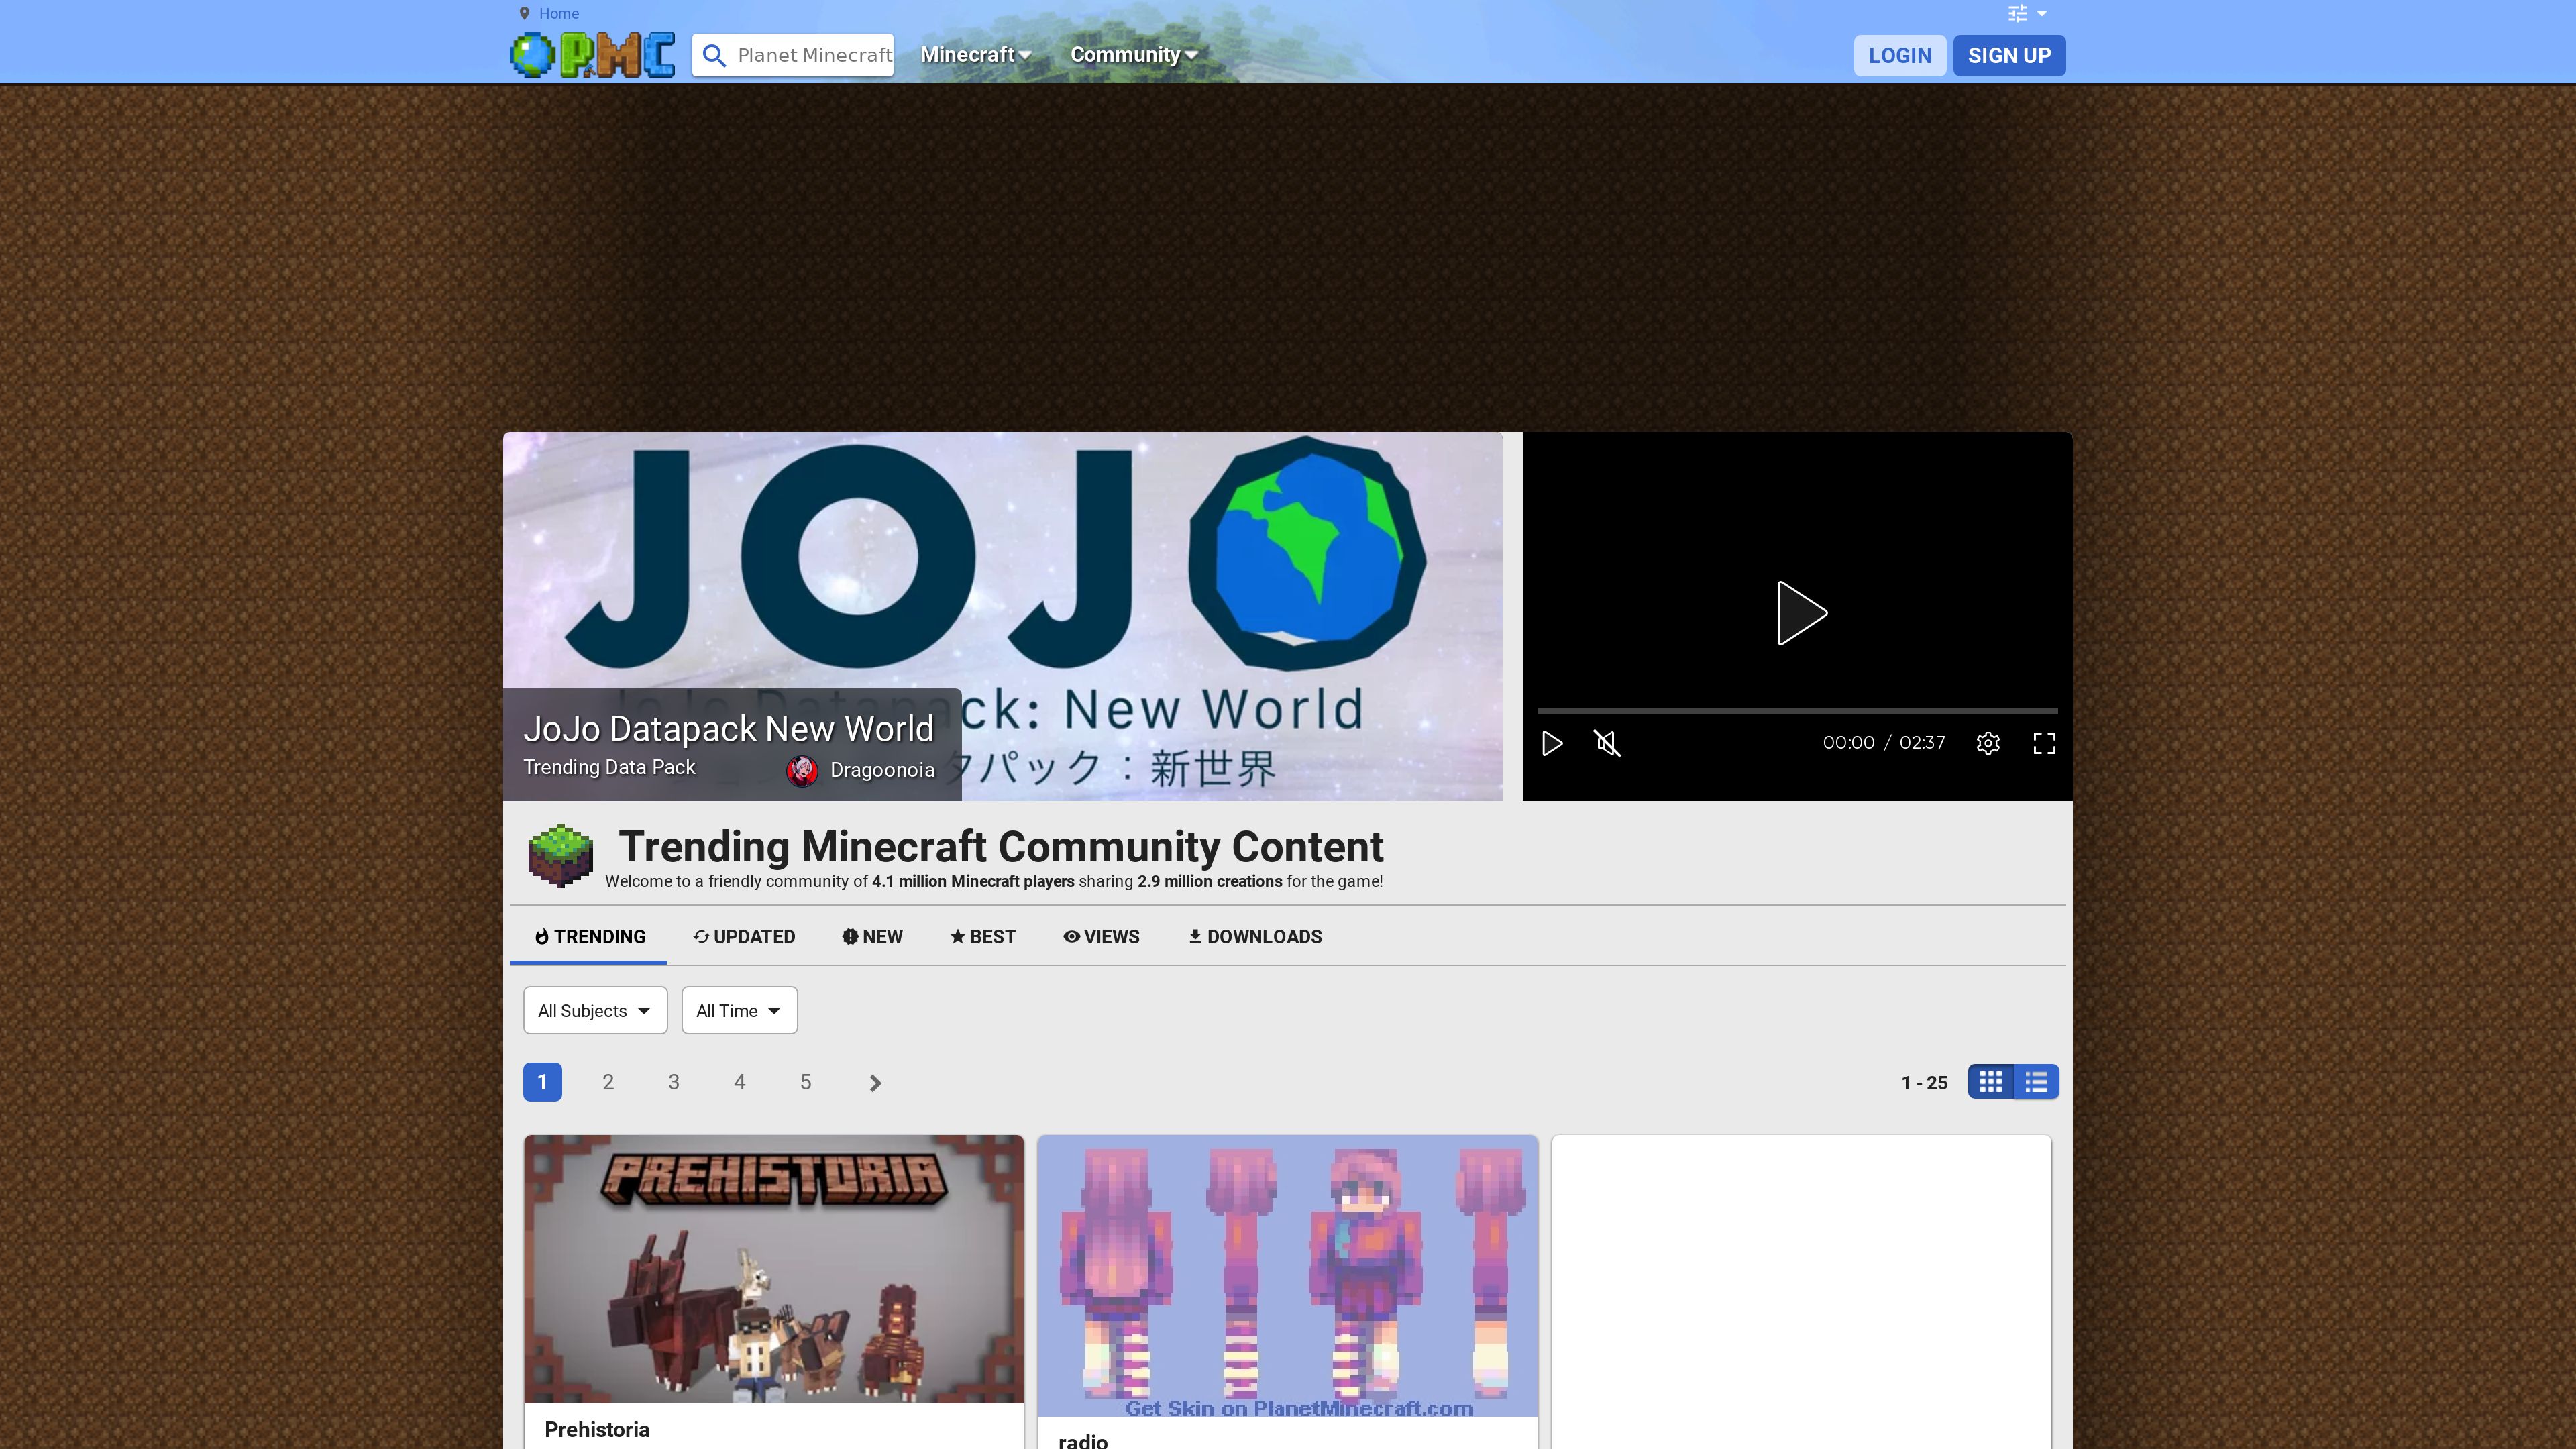 Home
PMC
Planet Minecraft
Minecraft
Community
LOGIN
SIGN UP
JOJO
ck: New World
タパック：新世界
JoJo Datapack New World
Trending Data Pack
Dragoonoia
00:00 / 02:37
Trending Minecraft Community Content
Welcome to a friendly community of 4.1 million Minecraft players sharing 2.9 million creations for the game!
TRENDING
UPDATED
NEW
BEST
VIEWS
DOWNLOADS
All Subjects
All Time
1
2
3
4
5
1 - 25
PREHISTORIA
Get Skin on PlanetMinecraft.com
Prehistoria
radio